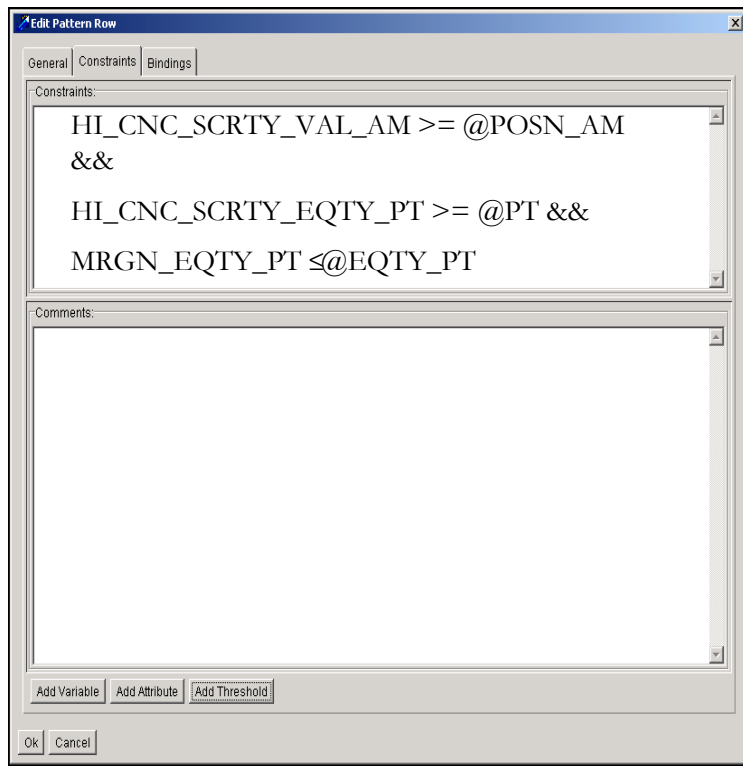 Edit Pattern Row
General Constraints Bindings
Constraints:
HI_CNC_SCRTY_VAL_AM >= @POSN_AM
&&
HI_CNC_SCRTY_EQTY_PT >= @PT &&
MRGN_EQTY_PT ≤@EQTY_PT
Comments:
Add Variable Add Attribute Add Threshold
Ok Cancel